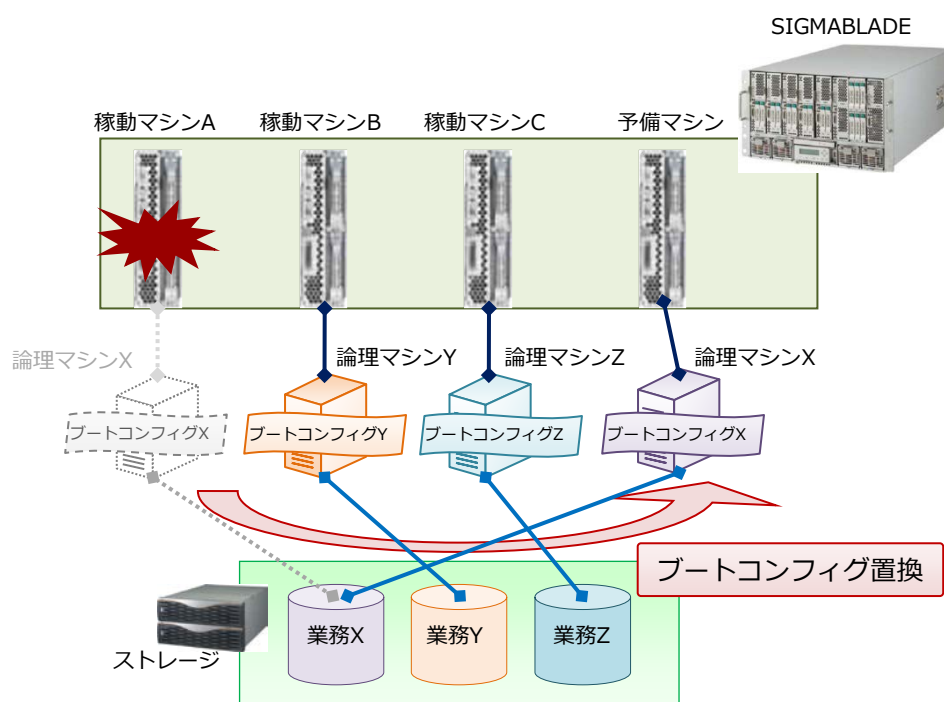 SIGMABLADE
稼動マシンA
稼動マシンB
稼動マシンC
予備マシン
論理マシンX
論理マシンY
論理マシンZ
論理マシンX
ブートコンフィグX
ブートコンフィグY
ブートコンフィグZ
ブートコンフィグX
ブートコンフィグ置換
業務X
業務Y
業務Z
ストレージ